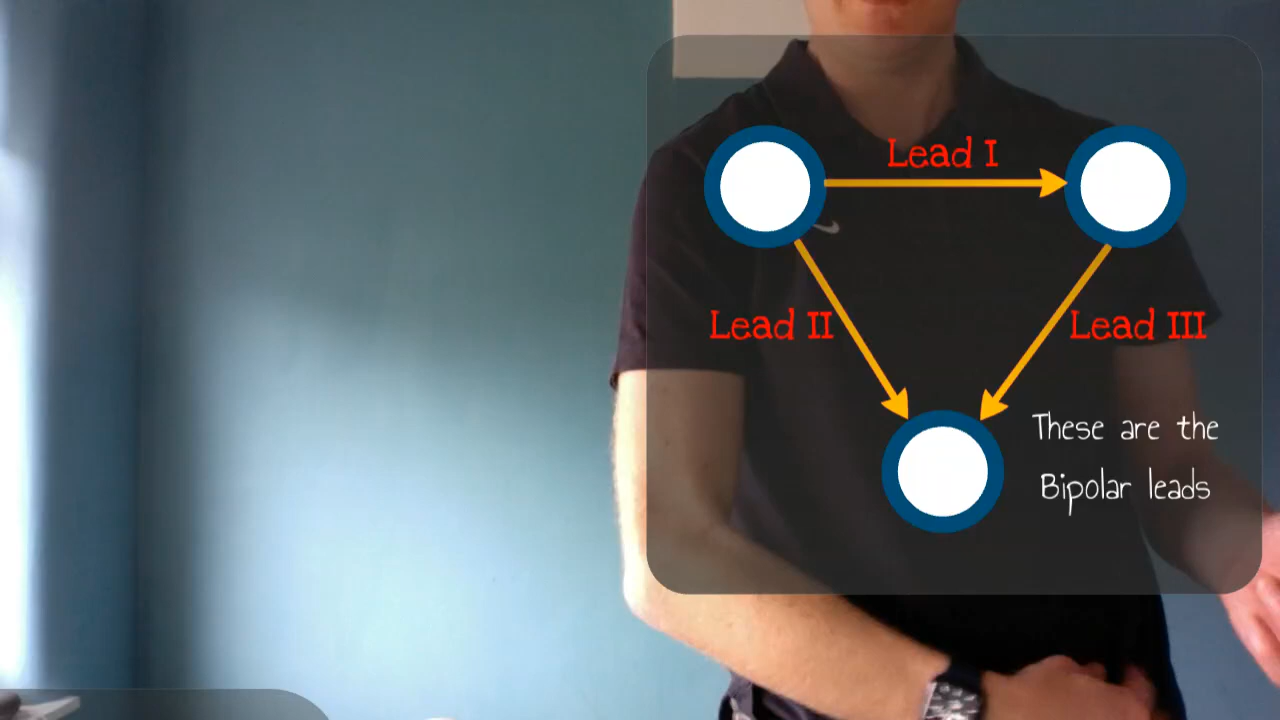 Lead I
Lead II
Lead III
These are the
Bipolar leads